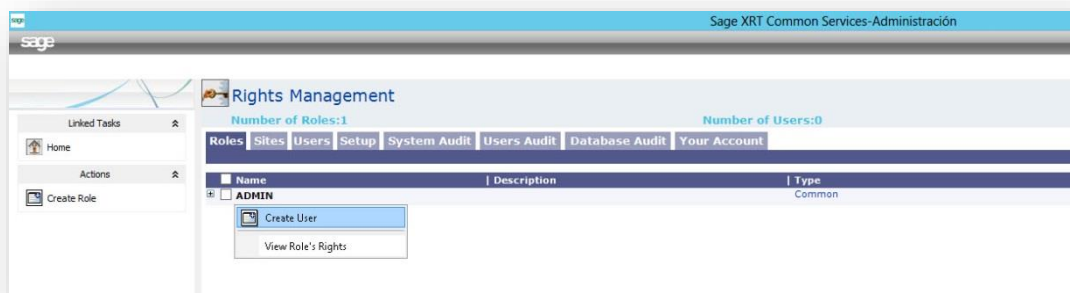 sage Sage XRT Common Services-Administración
sage
Rights Management
Linked Tasks
Number of Roles:1 Number of Users:0
Home
Roles Sites Users Setup System Audit Users Audit Database Audit Your Account
Actions
Create Role
Name | Description | Type
ADMIN Common
Create User
View Role's Rights